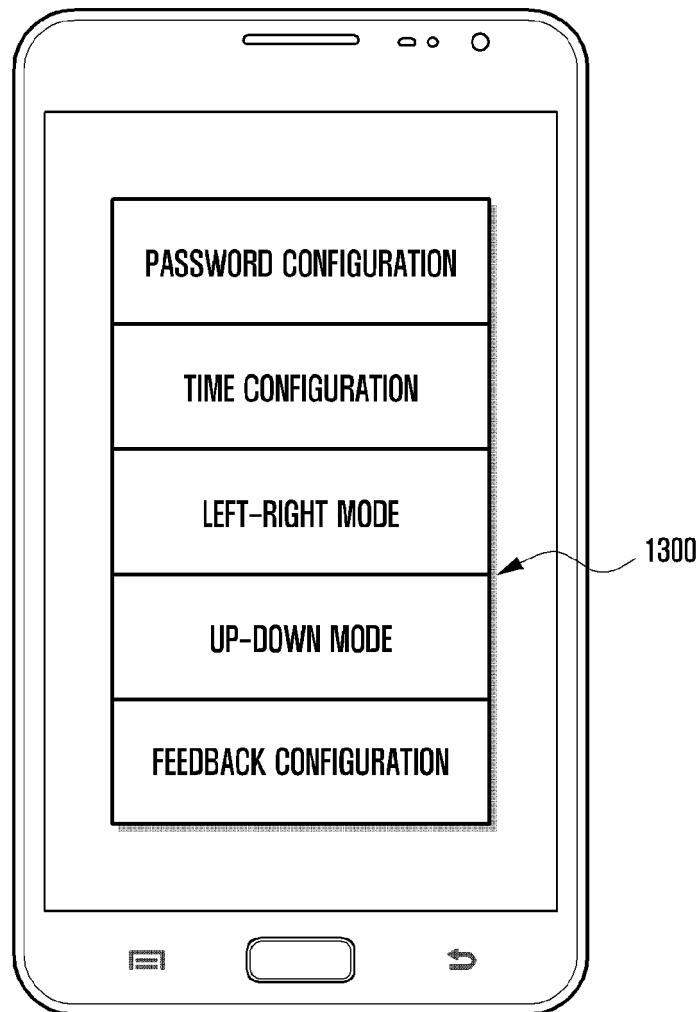 PASSWORD CONFIGURATION
TIME CONFIGURATION
LEFT-RIGHT MODE
1300
UP-DOWN MODE
FEEDBACK CONFIGURATION